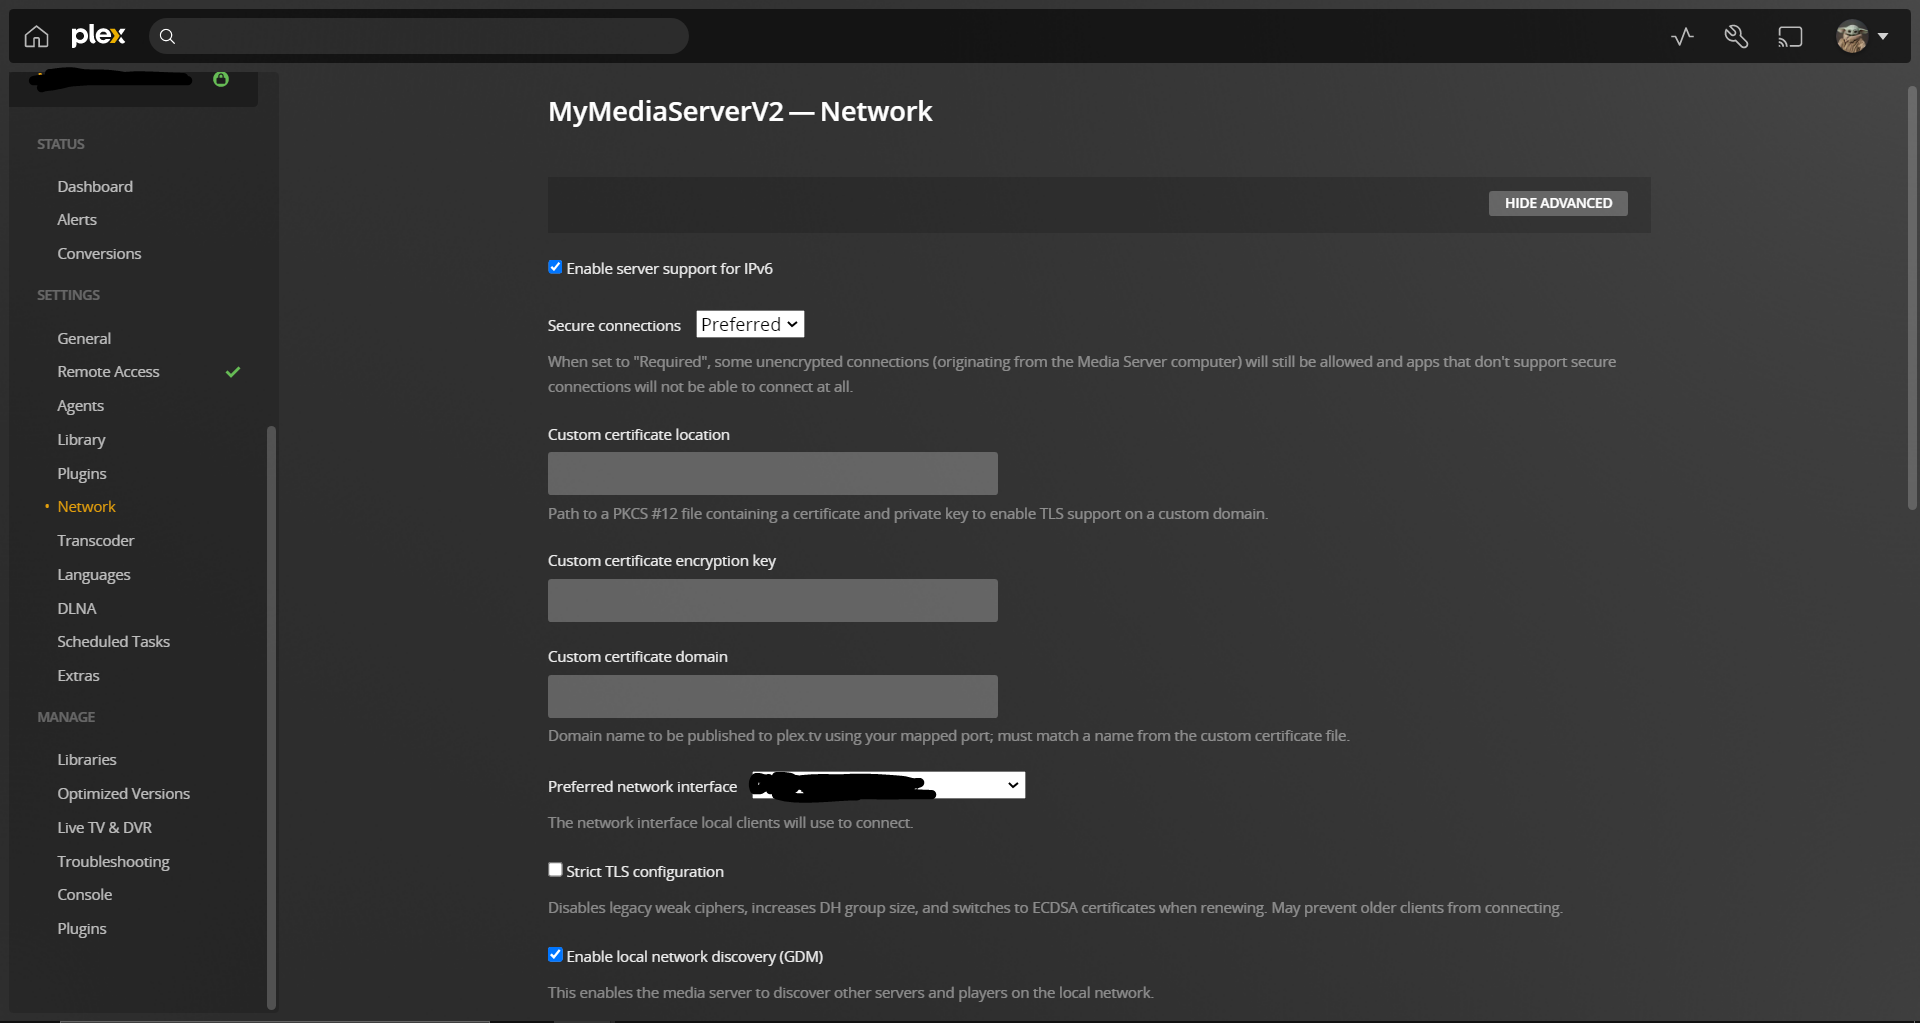 plex
MyMediaServerV2 — Network
STATUS
Dashboard
Alerts
Conversions
SETTINGS
General
Remote Access
Agents
Library
Plugins
Network
Transcoder
Languages
DLNA
Scheduled Tasks
Extras
MANAGE
Libraries
Optimized Versions
Live TV & DVR
Troubleshooting
Console
Plugins
HIDE ADVANCED
Enable server support for IPv6
Secure connections Preferred
When set to "Required", some unencrypted connections (originating from the Media Server computer) will still be allowed and apps that don't support secure
connections will not be able to connect at all.
Custom certificate location
Path to a PKCS #12 file containing a certificate and private key to enable TLS support on a custom domain.
Custom certificate encryption key
Custom certificate domain
Domain name to be published to plex.tv using your mapped port; must match a name from the custom certificate file.
Preferred network interface
The network interface local clients will use to connect.
Strict TLS configuration
Disables legacy weak ciphers, increases DH group size, and switches to ECDSA certificates when renewing. May prevent older clients from connecting.
Enable local network discovery (GDM)
This enables the media server to discover other servers and players on the local network.